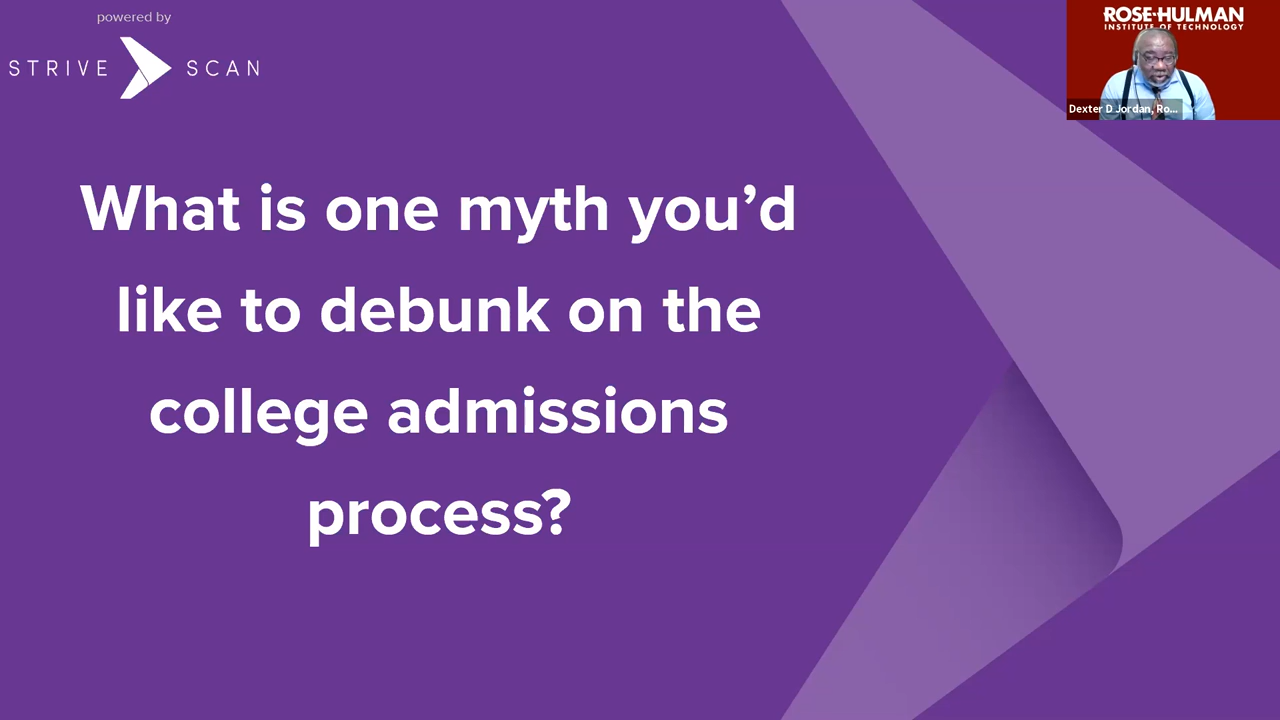 powered by
STRIVE SCAN
ROSE-HULMAN
INSTITUTE OF TECHNOLOGY
Dexter D Jordan, Ro...
What is one myth you’d
like to debunk on the
college admissions
process?